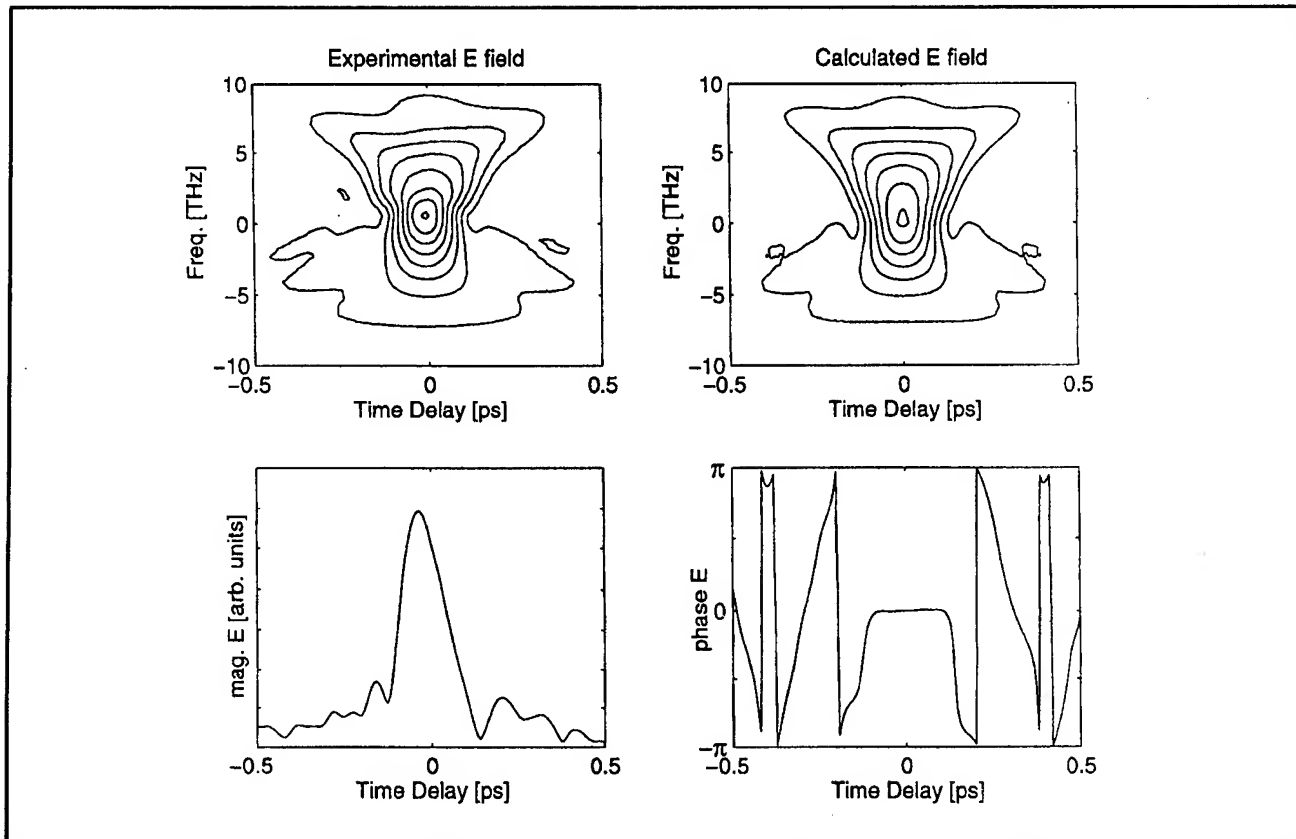 Experimental E field
10
5
0
−5
−10
Freq. [THz]
−0.5
0
0.5
Time Delay [ps]
Calculated E field
10
5
0
−5
−10
Freq. [THz]
−0.5
0
0.5
Time Delay [ps]
mag. E [arb. units]
−0.5
0
0.5
Time Delay [ps]
phase E
π
0
−π
−0.5
0
0.5
Time Delay [ps]